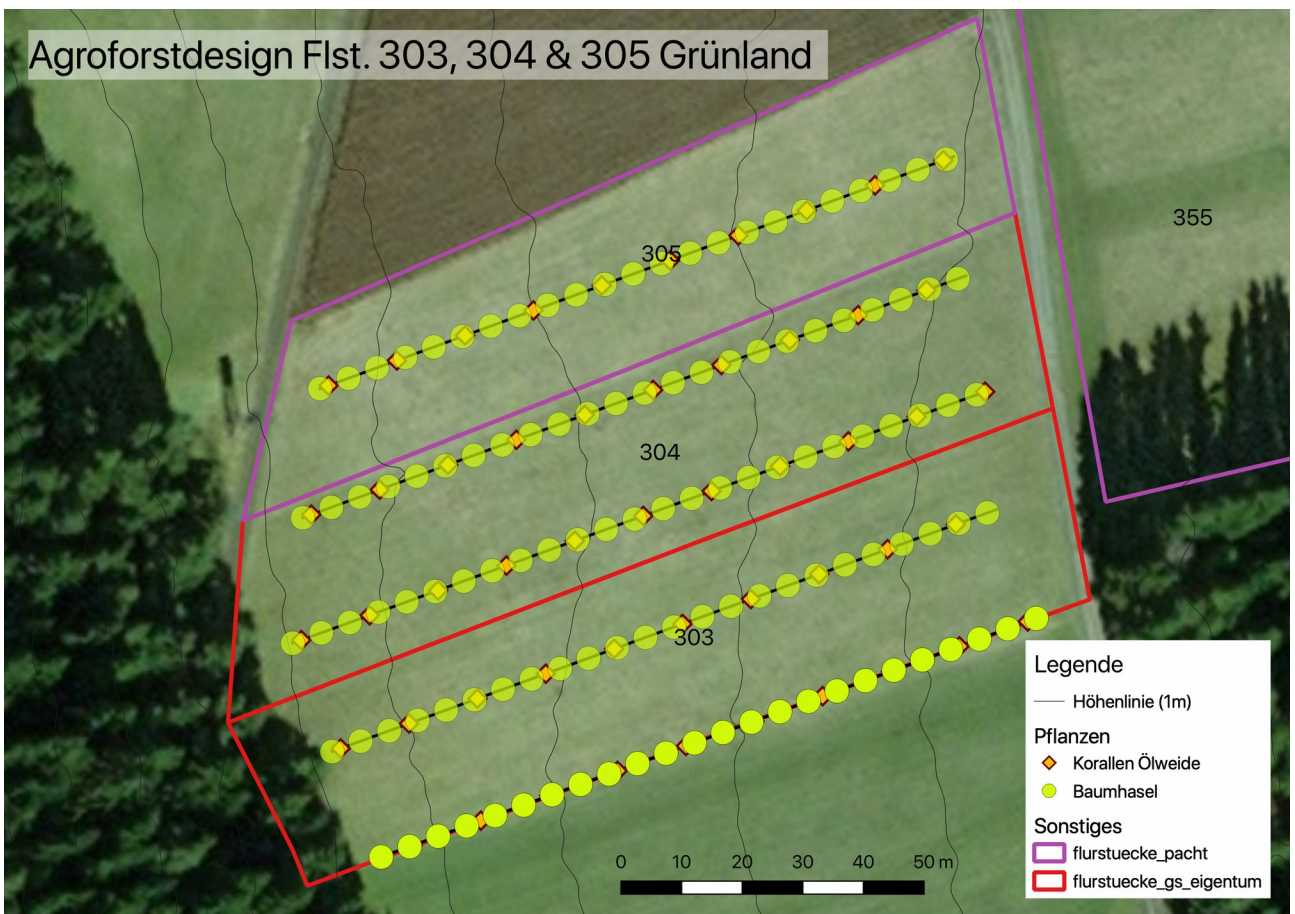 Agroforstdesign Flst. 303, 304 & 305 Grünland
355
305
304
303
Legende
Höhenlinie (1m)
Pflanzen
Korallen Ölweide
Baumhasel
Sonstiges
flurstuecke_pacht
flurstuecke_gs_eigentum
0 10 20 30 40 50 m